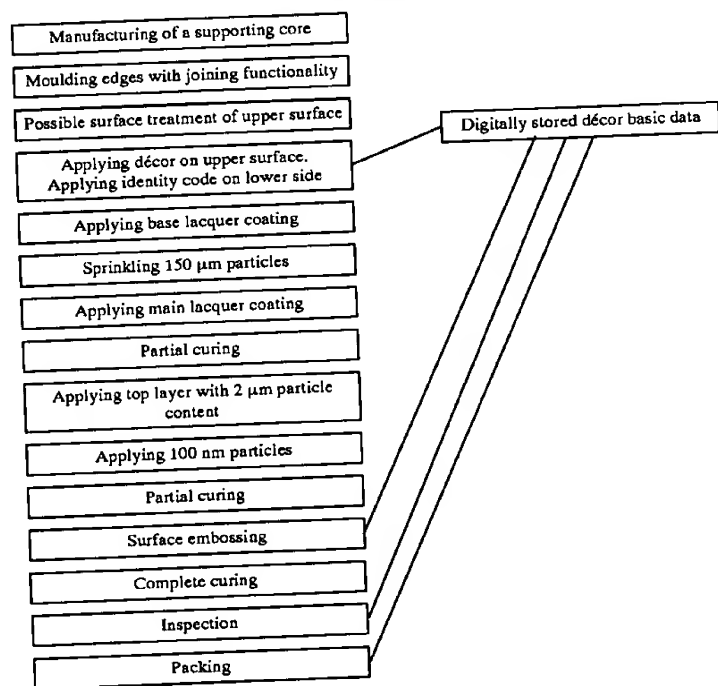 Manufacturing of a supporting core
Moulding edges with joining functionality
Possible surface treatment of upper surface
Digitally stored décor basic data
Applying décor on upper surface.
Applying identity code on lower side
Applying base lacquer coating
Sprinkling 150 µm particles
Applying main lacquer coating
Partial curing
Applying top layer with 2 µm particle
content
Applying 100 nm particles
Partial curing
Surface embossing
Complete curing
Inspection
Packing